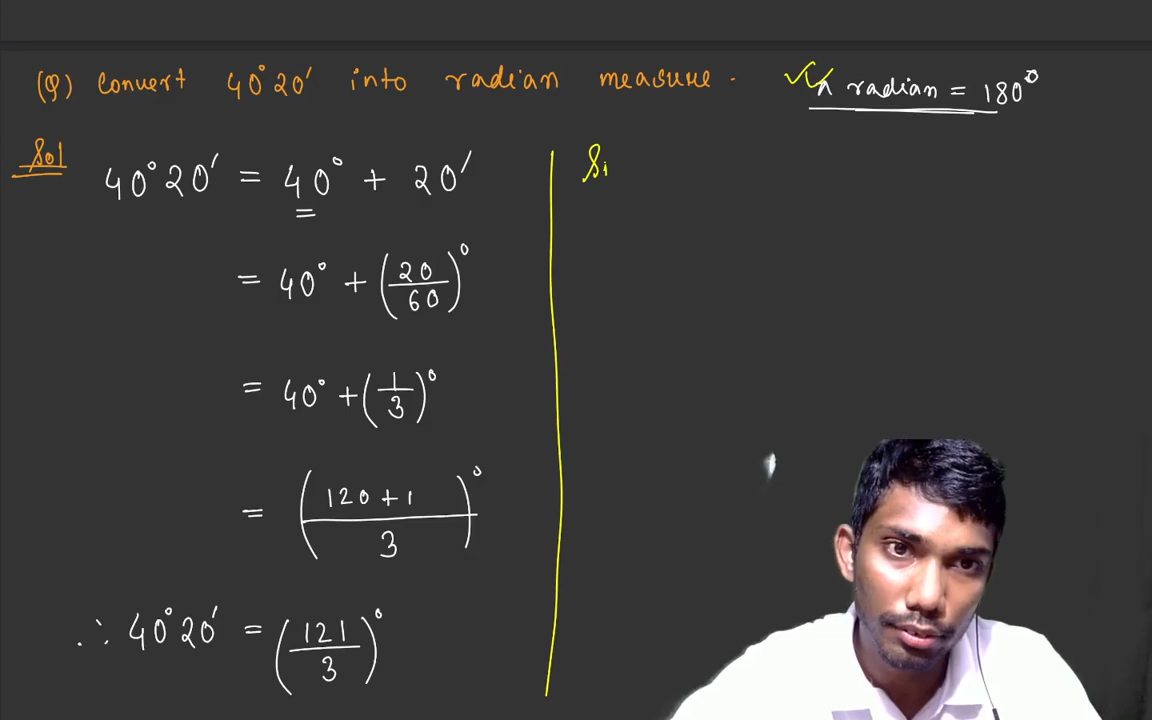 (Q) Convert 40°20' into radian measure.
π radian = 180°
Sol
40°20' = 40° + 20'
= 40° + (20/60)°
= 40° + (1/3)°
= (120+1/3)°
∴ 40°20' = (121/3)°
Si